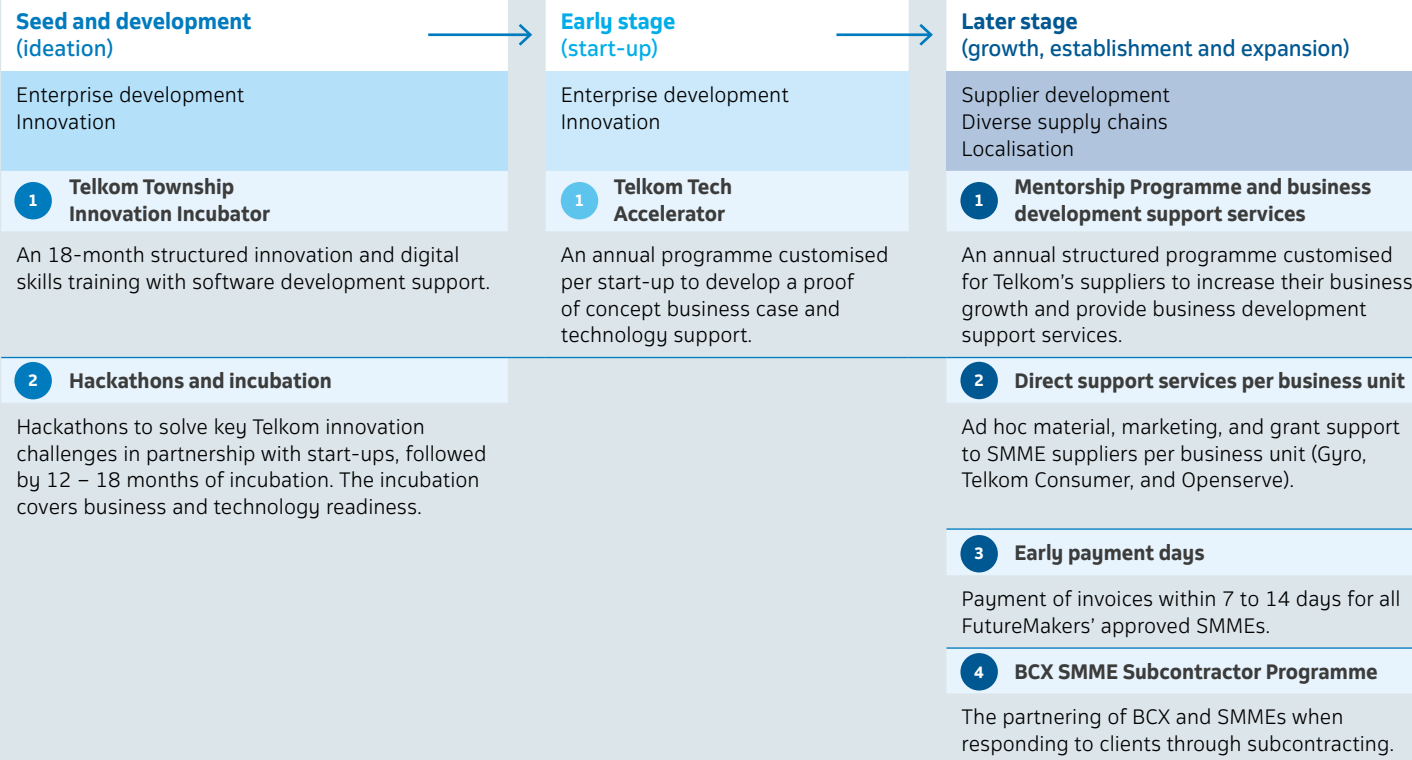 Seed and development
(ideation)
Enterprise development
Innovation
1
Telkom Township
Innovation Incubator
An 18-month structured innovation and digital
skills training with software development support.
2
Hackathons and incubation
Hackathons to solve key Telkom innovation
challenges in partnership with start-ups, followed
by 12 – 18 months of incubation. The incubation
covers business and technology readiness.
Early stage
(start-up)
Enterprise development
Innovation
1
Telkom Tech
Accelerator
An annual programme customised
per start-up to develop a proof
of concept business case and
technology support.
Later stage
(growth, establishment and expansion)
Supplier development
Diverse supply chains
Localisation
1
Mentorship Programme and business
development support services
An annual structured programme customised
for Telkom's suppliers to increase their business
growth and provide business development
support services.
2
Direct support services per business unit
Ad hoc material, marketing, and grant support
to SMME suppliers per business unit (Gyro,
Telkom Consumer, and Openserve).
3
Early payment days
Payment of invoices within 7 to 14 days for all
FutureMakers' approved SMMEs.
4
BCX SMME Subcontractor Programme
The partnering of BCX and SMMEs when
responding to clients through subcontracting.